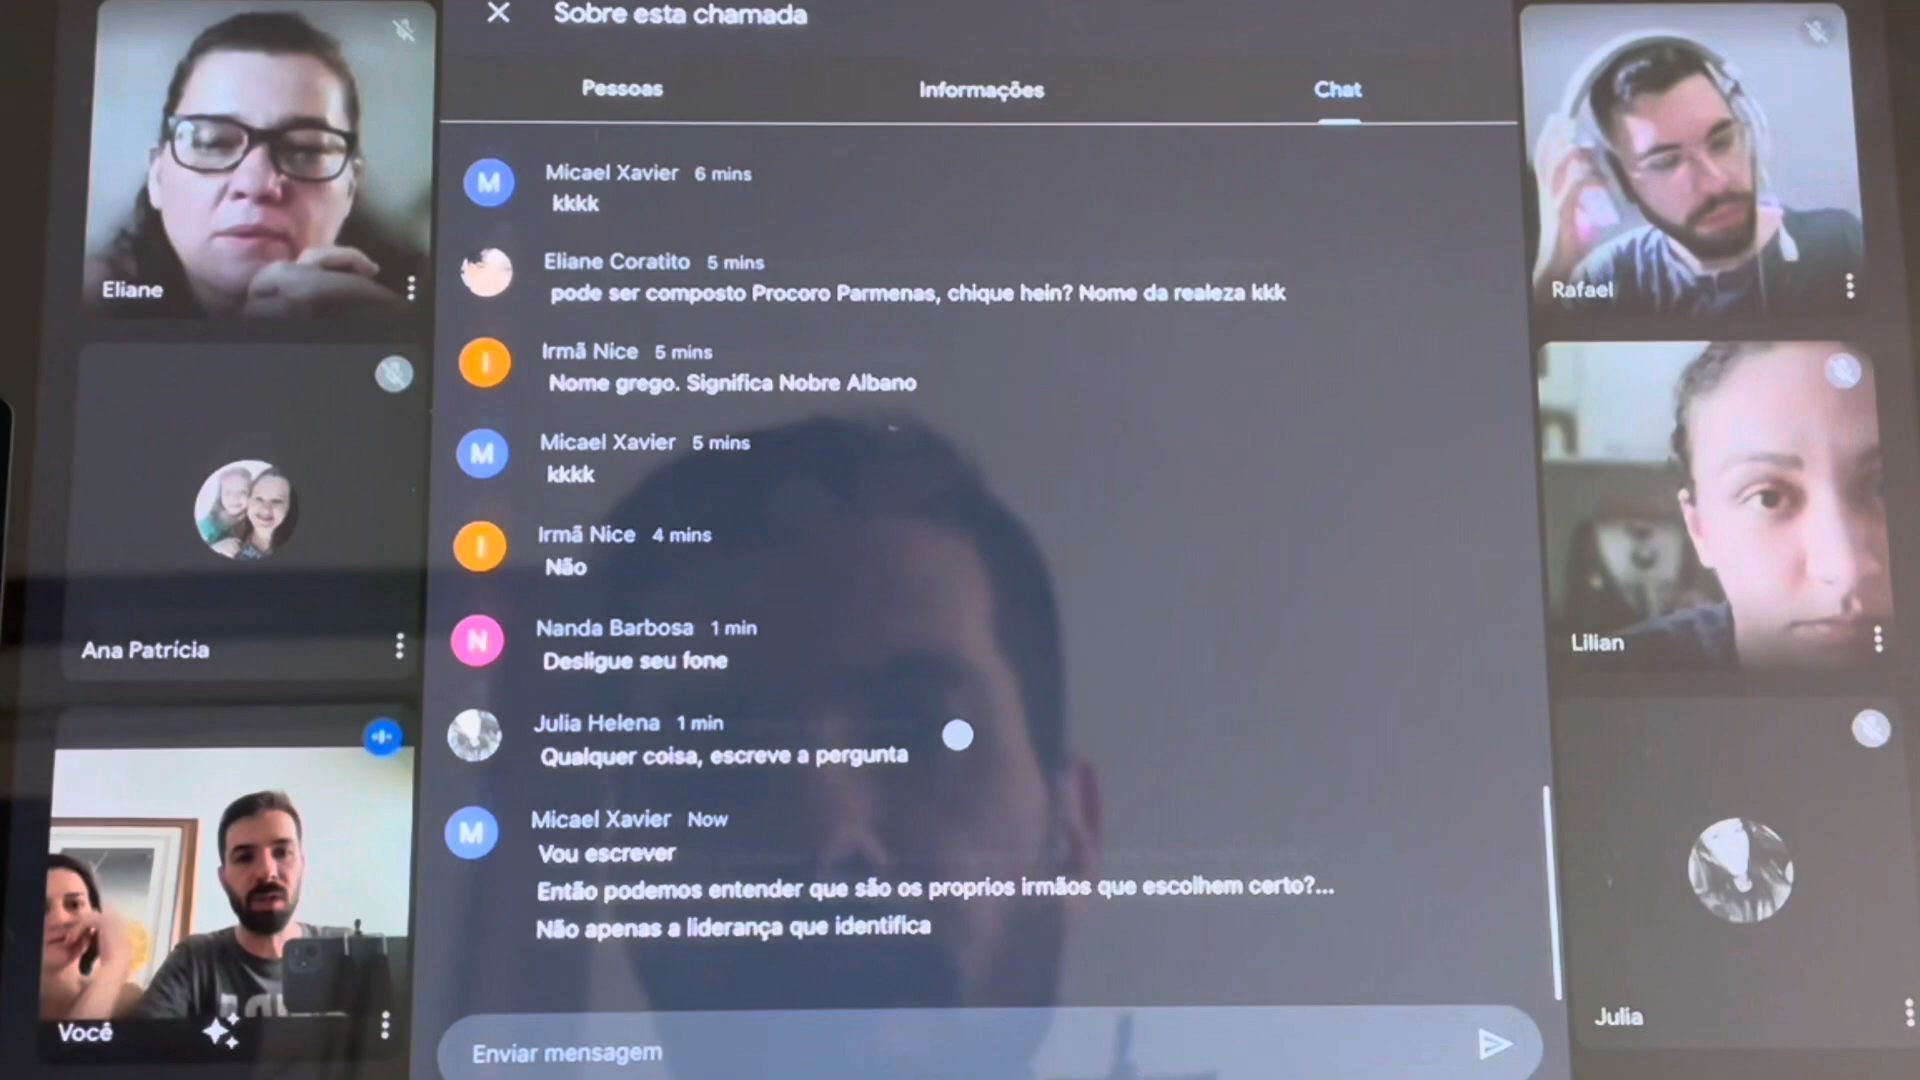 Sobre esta chamada
Pessoas
Informações
Chat
Micael Xavier 6 mins
kkkk
Eliane Coratito 5 mins
pode ser composto Procoro Parmenas, chique hein? Nome da realeza kkk
Irmã Nice 5 mins
Nome grego. Significa Nobre Albano
Micael Xavier 5 mins
kkkk
Irmã Nice 4 mins
Não
Nanda Barbosa 1 min
Desligue seu fone
Julia Helena 1 min
Qualquer coisa, escreve a pergunta
Micael Xavier Now
Vou escrever
Então podemos entender que são os proprios irmãos que escolhem certo?...
Não apenas a liderança que identifica
Enviar mensagem
Eliane
Ana Patrícia
Você
Rafael
Lilian
Julia
M
I
M
I
N
M